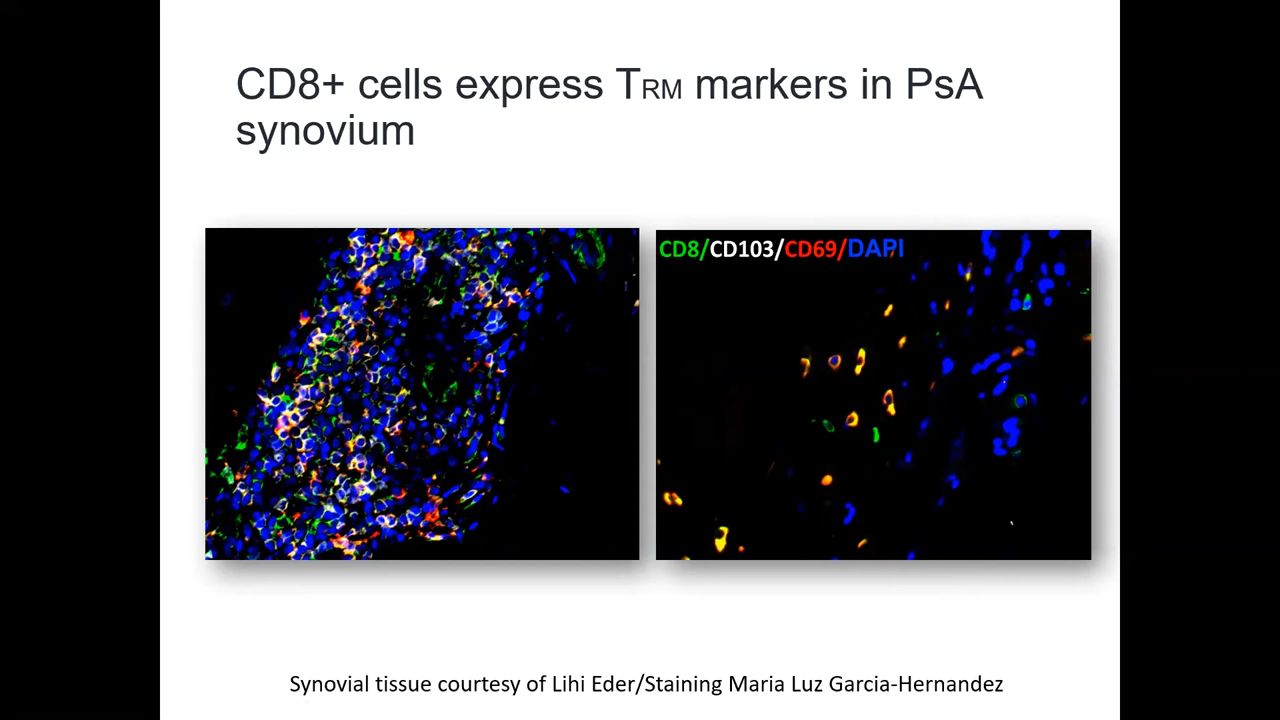 CD8+ cells express TRM markers in PsA
synovium
CD8/CD103/CD69/DAPI
Synovial tissue courtesy of Lihi Eder/Staining Maria Luz Garcia-Hernandez